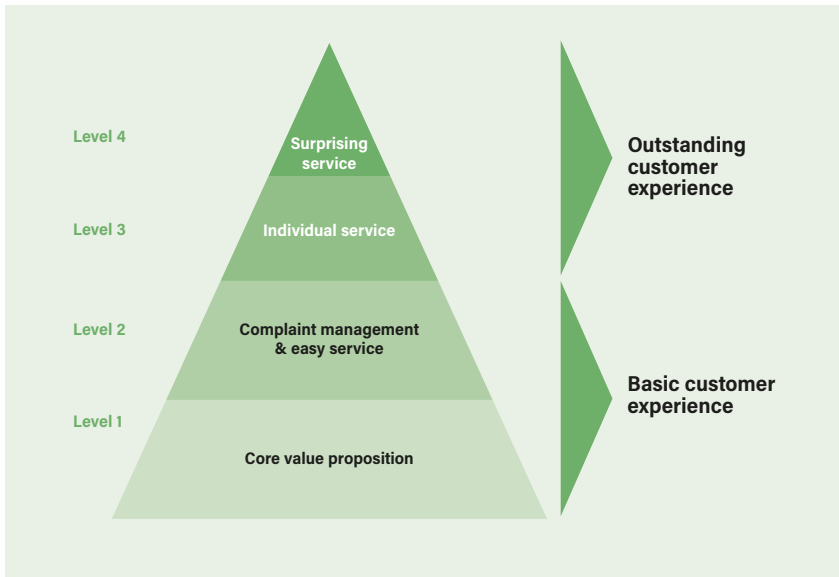 Level 4
Surprising
service
Outstanding
customer
experience
Level 3
Individual service
Level 2
Complaint management
& easy service
Basic customer
experience
Level 1
Core value proposition